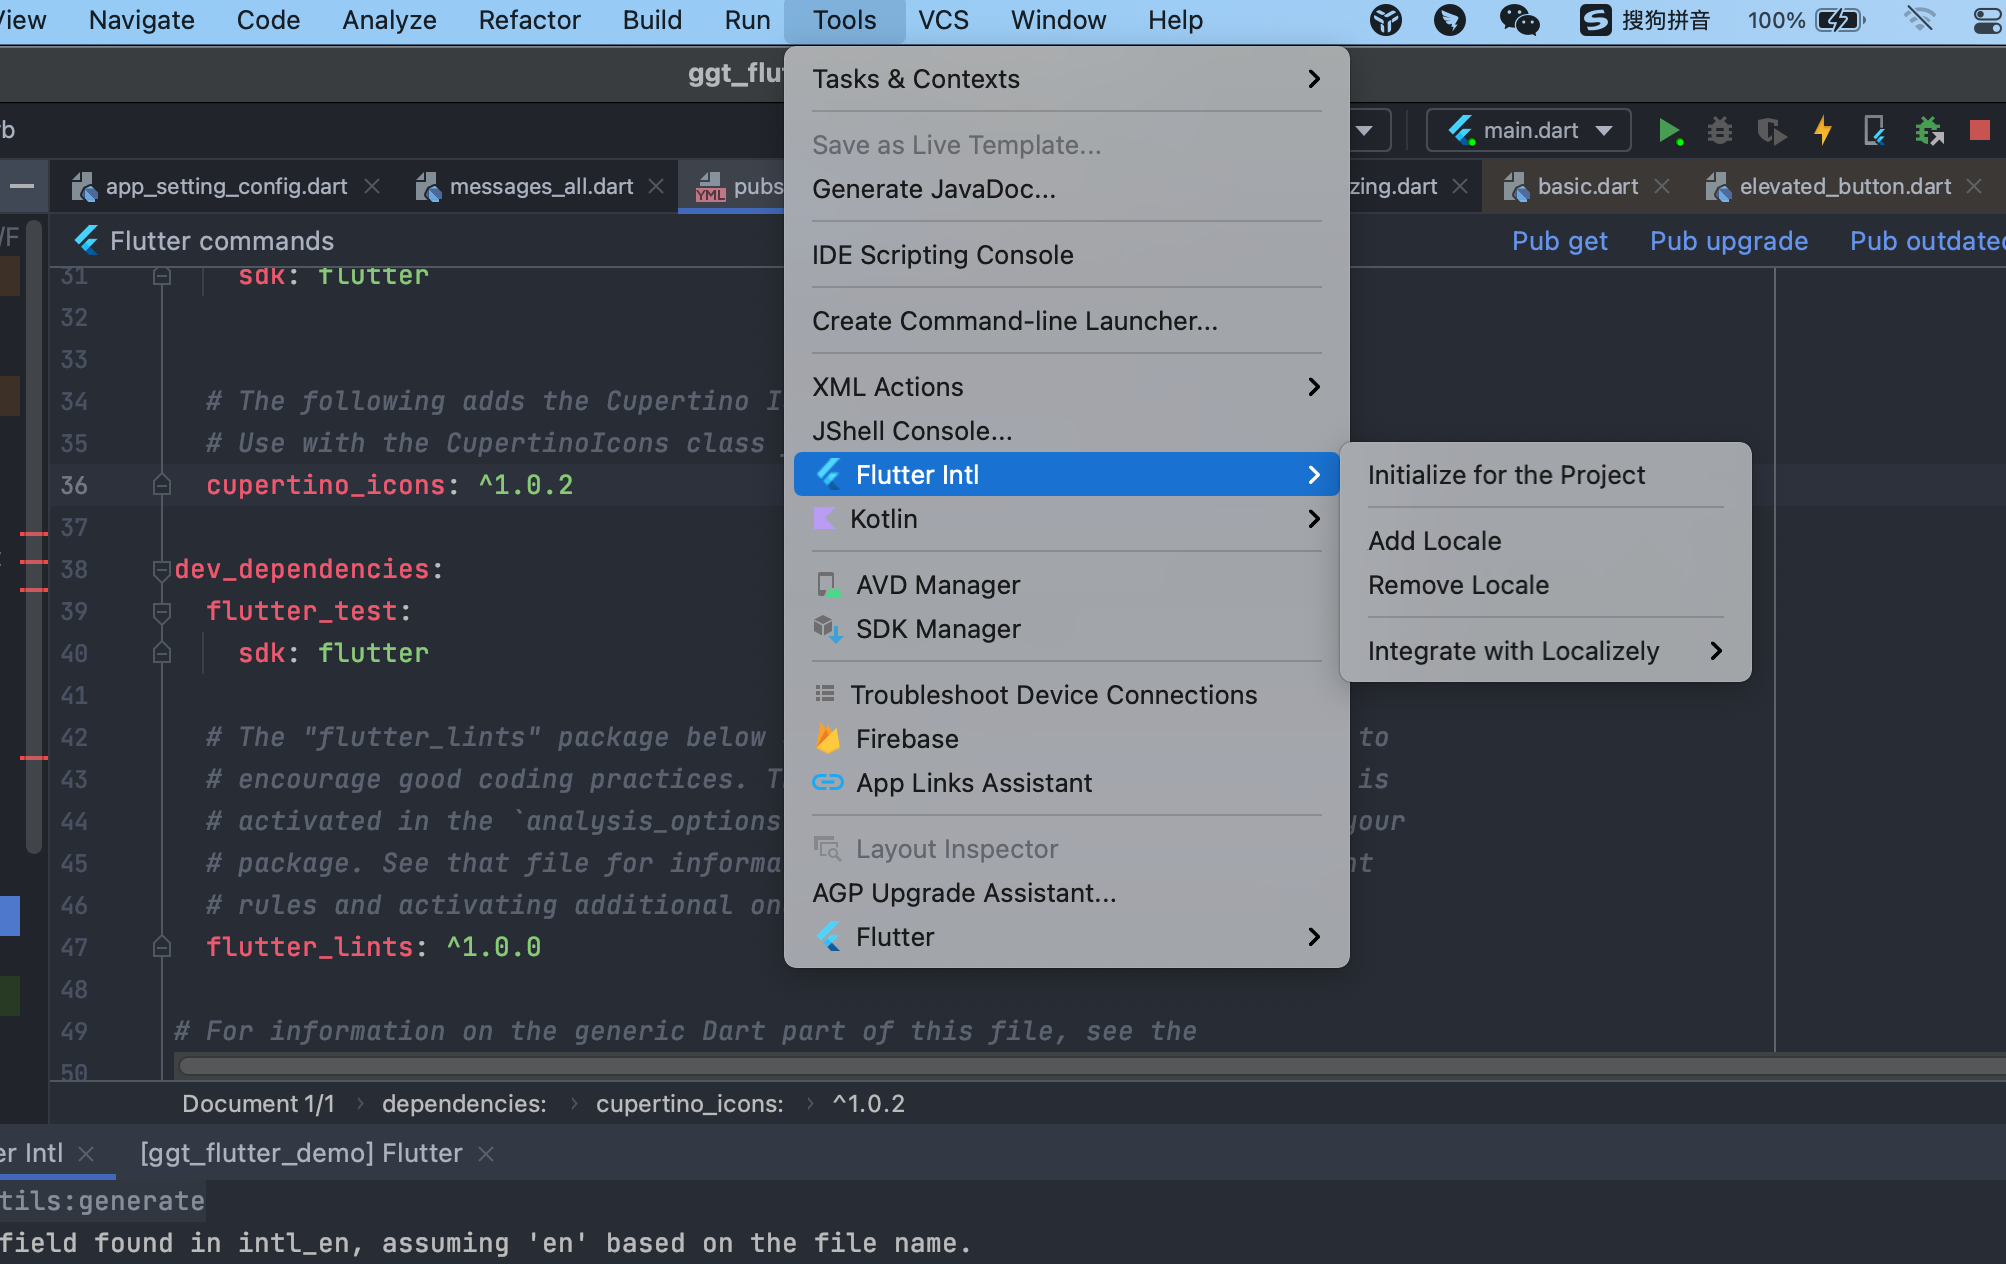 View Navigate Code Analyze Refactor Build Run Tools VCS Window Help 搜狗拼音 100%
ggt_flu
b
main.dart
app_setting_config.dart messages_all.dart pubs zing.dart basic.dart elevated_button.dart
/F
Flutter commands Pub get Pub upgrade Pub outdated
31 sdk: flutter
32
33
34 # The following adds the Cupertino I
35 # Use with the CupertinoIcons class
36 cupertino_icons: ^1.0.2
37
38 dev_dependencies:
39 flutter_test:
40 sdk: flutter
41
42 # The "flutter_lints" package below to
43 # encourage good coding practices. T is
44 # activated in the `analysis_options your
45 # package. See that file for informa nt
46 # rules and activating additional on
47 flutter_lints: ^1.0.0
48
49 # For information on the generic Dart part of this file, see the
50
Tasks & Contexts
Save as Live Template...
Generate JavaDoc...
IDE Scripting Console
Create Command-line Launcher...
XML Actions
JShell Console...
Flutter Intl
Kotlin
AVD Manager
SDK Manager
Troubleshoot Device Connections
Firebase
App Links Assistant
Layout Inspector
AGP Upgrade Assistant...
Flutter
Initialize for the Project
Add Locale
Remove Locale
Integrate with Localizely
Document 1/1 dependencies: cupertino_icons: ^1.0.2
er Intl [ggt_flutter_demo] Flutter
tils:generate
field found in intl_en, assuming 'en' based on the file name.